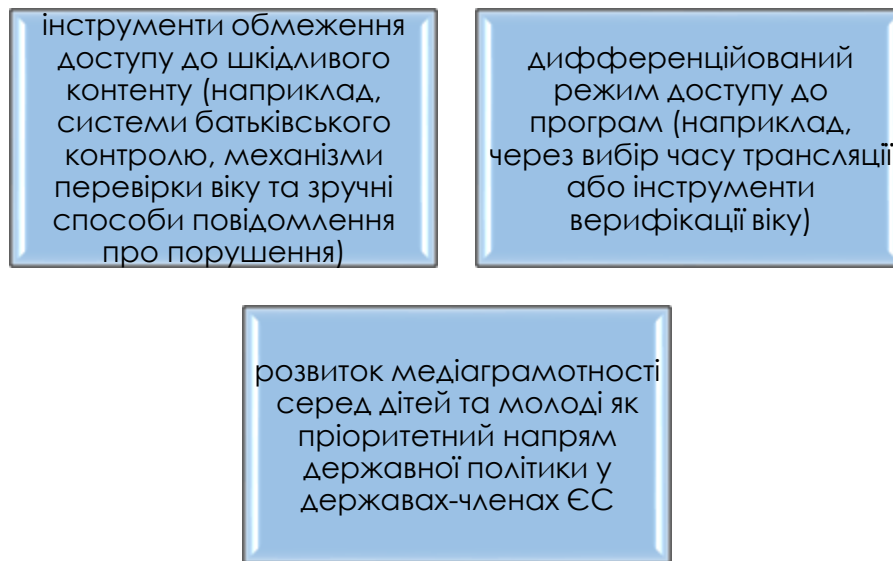 інструменти обмеження
доступу до шкідливого
контенту (наприклад,
системи батьківського
контролю, механізми
перевірки віку та зручні
способи повідомлення
про порушення)
дифференційований
режим доступу до
програм (наприклад,
через вибір часу трансляції
або інструменти
верифікації віку)
розвиток медіаграмотності
серед дітей та молоді як
пріоритетний напрям
державної політики у
державах-членах ЄС